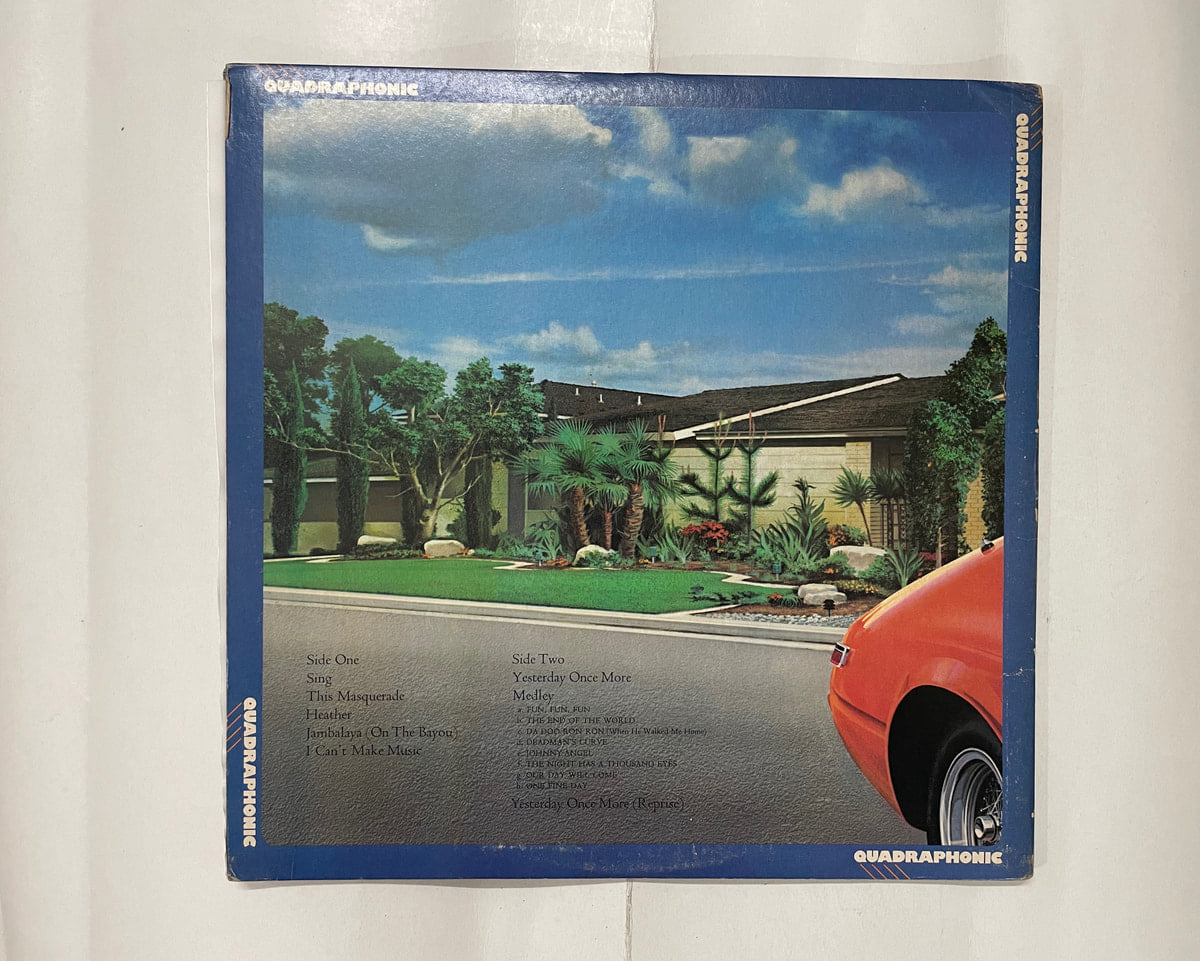 QUADRAPHONIC
QUADRAPHONIC
Side One
Sing
This Masquerade
Heather
Jambalaya (On The Bayou)
I Can't Make Music
Side Two
Yesterday Once More
Medley
a. FUN, FUN, FUN
b. THE END OF THE WORLD
c. DA DOO RON RON (When He Walked Me Home)
d. DEADMAN'S CURVE
e. JOHNNY ANGEL
f. THE NIGHT HAS A THOUSAND EYES
g. OUR DAY WILL COME
h. ONE FINE DAY
Yesterday Once More (Reprise)
QUADRAPHONIC
QUADRAPHONIC